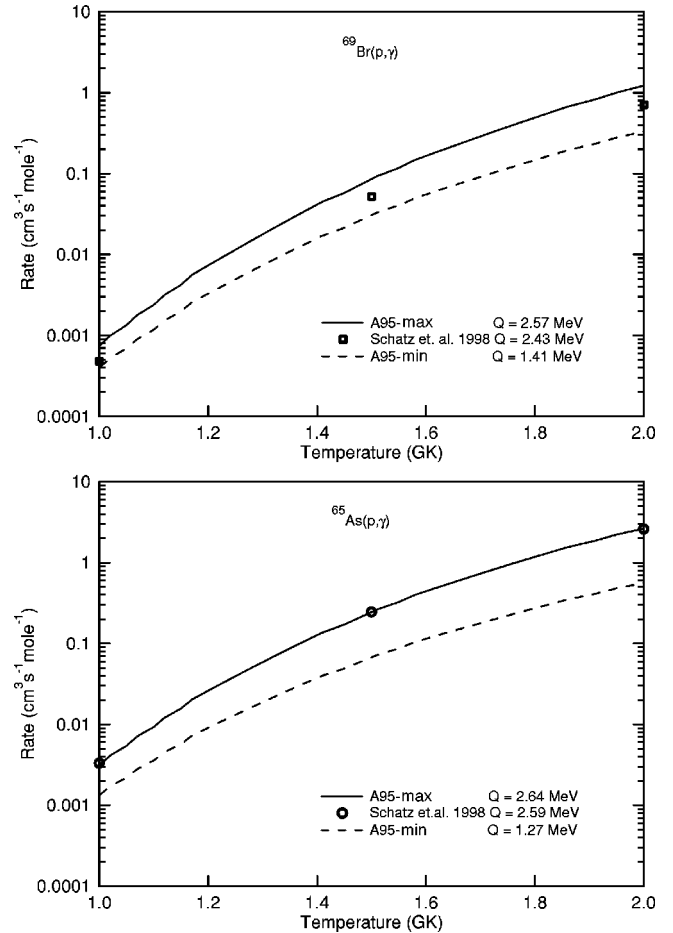 10
⁶⁹Br(p,γ)
1
0.1
0.01
0.001
0.0001
Rate (cm³s⁻¹mole⁻¹)
A95-max Q = 2.57 MeV
Schatz et. al. 1998 Q = 2.43 MeV
A95-min Q = 1.41 MeV
1.0 1.2 1.4 1.6 1.8 2.0
Temperature (GK)
10
⁶⁵As(p,γ)
1
0.1
0.01
0.001
0.0001
Rate (cm³s⁻¹mole⁻¹)
A95-max Q = 2.64 MeV
Schatz et.al. 1998 Q = 2.59 MeV
A95-min Q = 1.27 MeV
1.0 1.2 1.4 1.6 1.8 2.0
Temperature (GK)